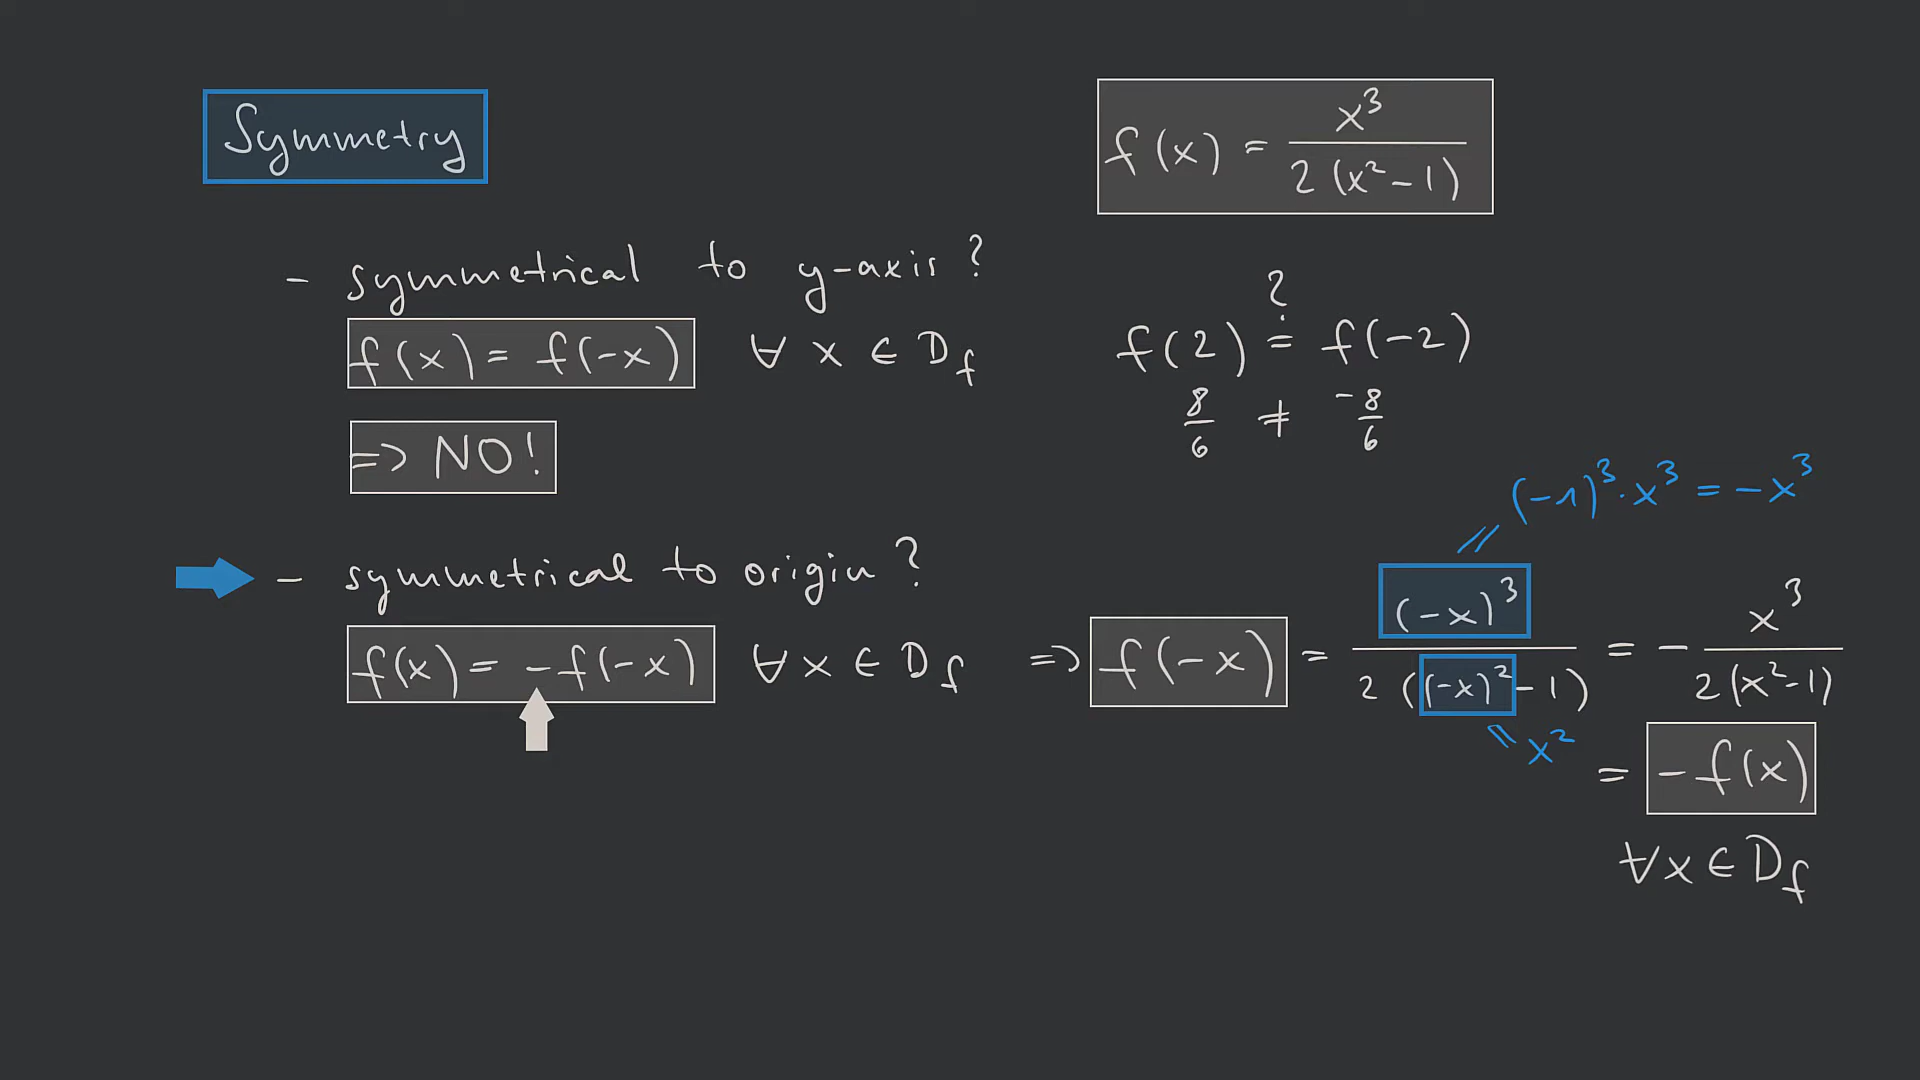 Symmetry
f(x) = x³ / 2(x²-1)
- symmetrical to y-axis?
f(x) = f(-x) ∀ x ∈ D_f
=> NO!
f(2) ≟ f(-2)
8/6 ≠ -8/6
- symmetrical to origin?
f(x) = -f(-x) ∀ x ∈ D_f
=> f(-x) = (-x)³ / 2((-x)²-1) = - x³ / 2(x²-1)
(-1)³·x³ = -x³
x²
= -f(x)
∀x ∈ D_f